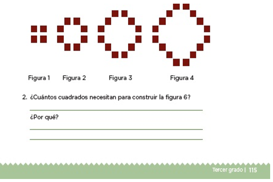 Figura 1 Figura 2 Figura 3 Figura 4
2. ¿Cuántos cuadrados necesitan para construir la figura 6?
¿Por qué?
Tercer grado | 115